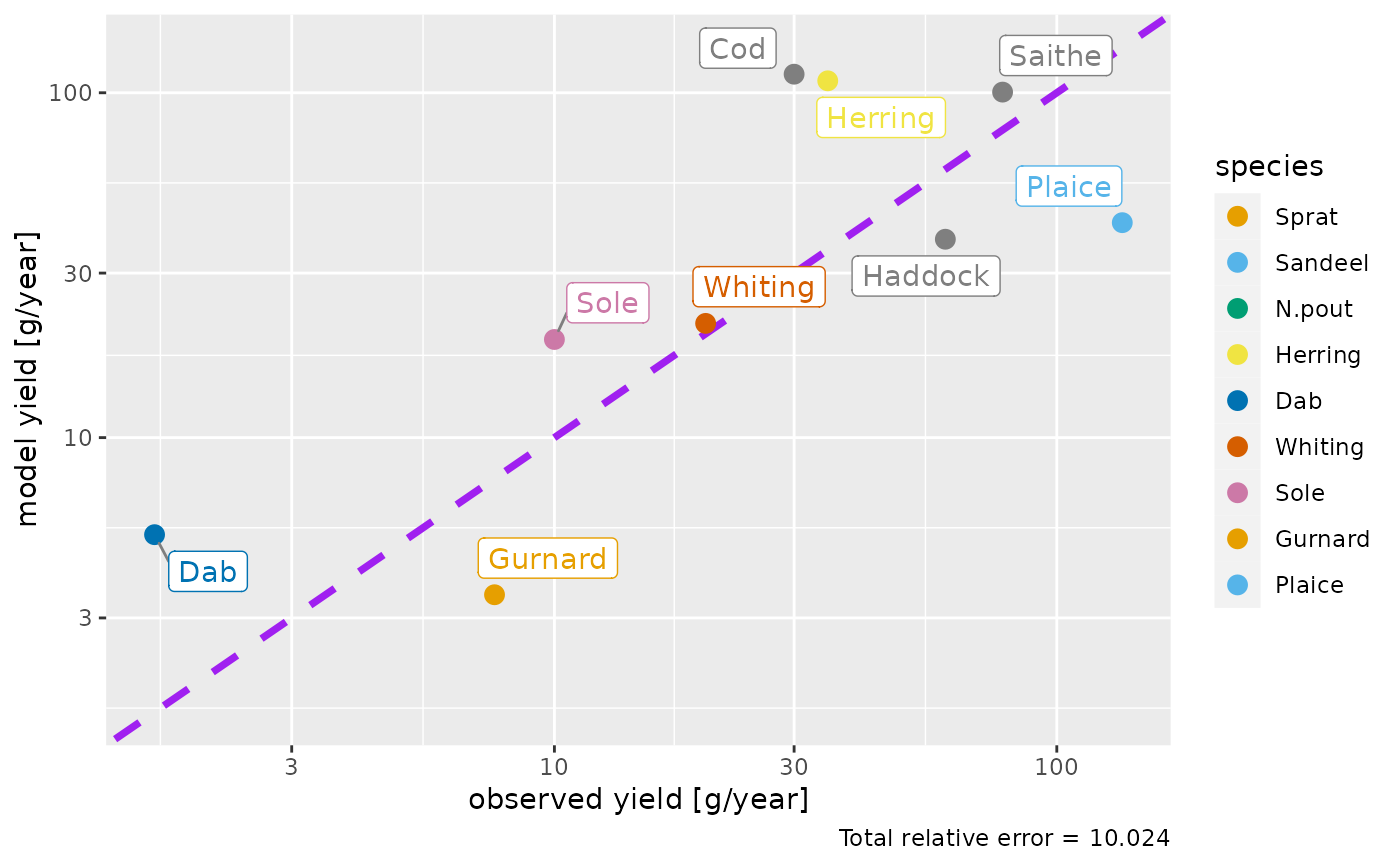 Cod
Saithe
Herring
Plaice
Haddock
Whiting
Sole
Gurnard
Dab
100
30
10
3
model yield [g/year]
3
10
30
100
observed yield [g/year]
Total relative error = 10.024
species
Sprat
Sandeel
N.pout
Herring
Dab
Whiting
Sole
Gurnard
Plaice